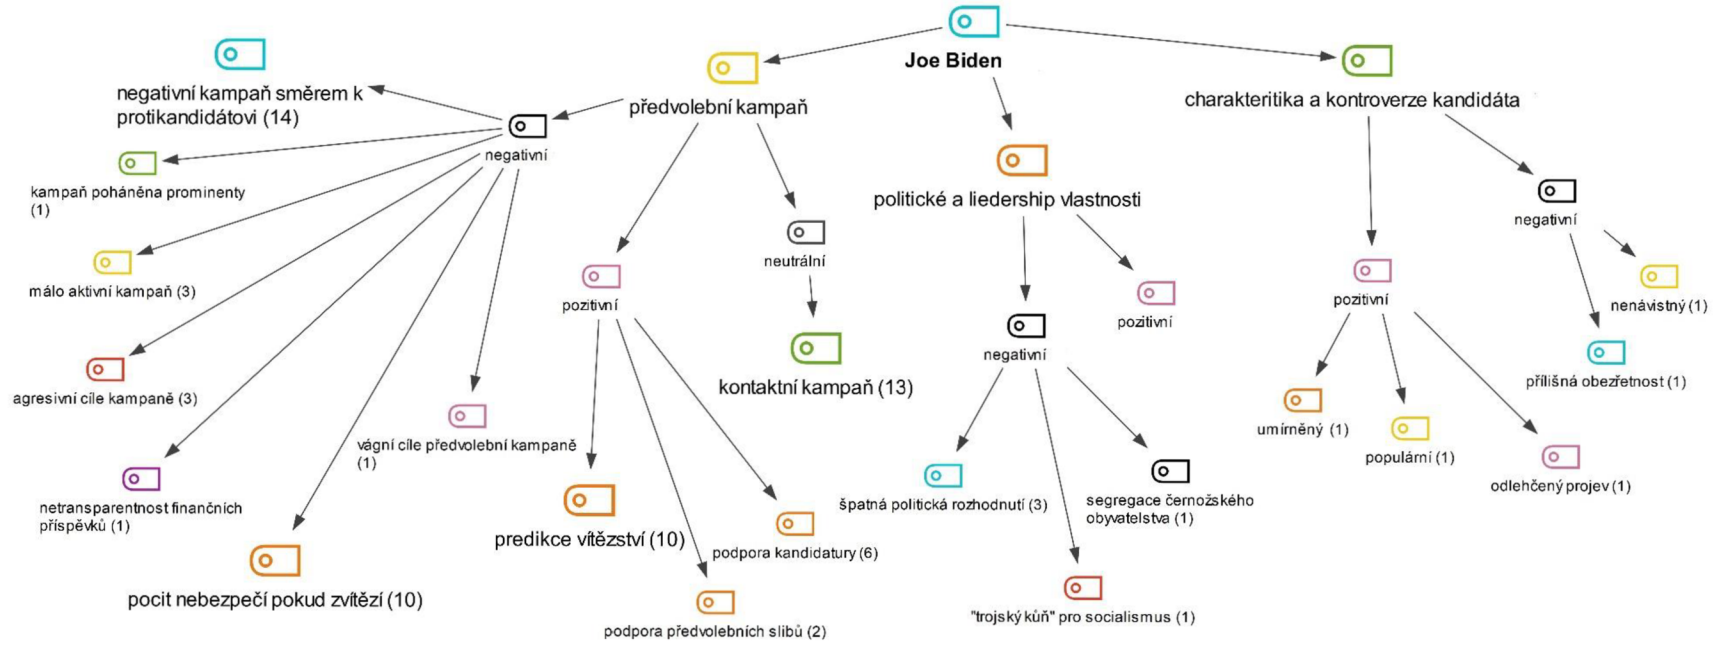 Joe Biden
předvolební kampaň
negativní
negativní kampaň směrem k
protikandidátovi (14)
kampaň poháněna prominenty
(1)
málo aktivní kampaň (3)
agresivní cíle kampaně (3)
netransparentnost finančních
příspěvků (1)
pocit nebezpečí pokud zvítězí (10)
vágní cíle předvolební kampaně
(1)
pozitivní
predikce vítězství (10)
podpora předvolebních slibů (2)
podpora kandidatury (6)
neutrální
kontaktní kampaň (13)
politické a liedership vlastnosti
negativní
špatná politická rozhodnutí (3)
"trojský kůň" pro socialismus (1)
segregace černožského
obyvatelstva (1)
pozitivní
charakteritika a kontroverze kandidáta
pozitivní
umírněný (1)
populární (1)
odlehčený projev (1)
negativní
přílišná obezřetnost (1)
nenávistný (1)